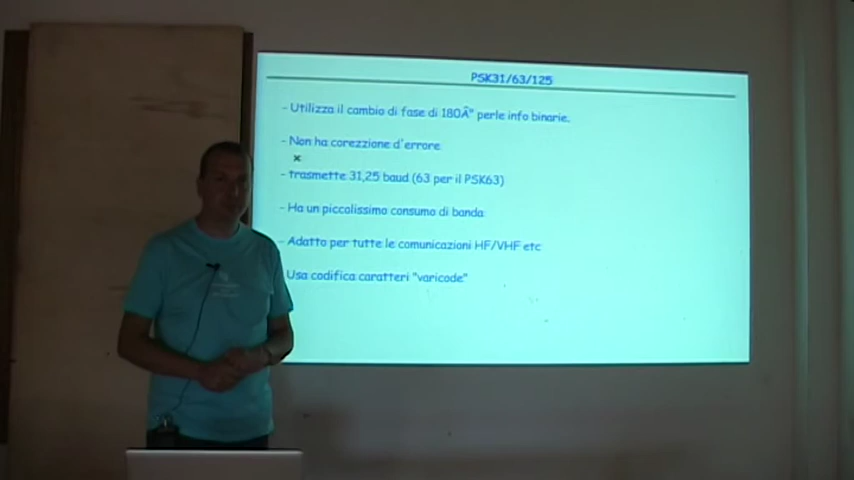 PSK31/63/125
- Utilizza il cambio di fase di 180Â° perle info binarie.
- Non ha corezzione d'errore
- trasmette 31,25 baud (63 per il PSK63)
- Ha un piccolissimo consumo di banda
- Adatto per tutte le comunicazioni HF/VHF etc
Usa codifica caratteri "varicode"